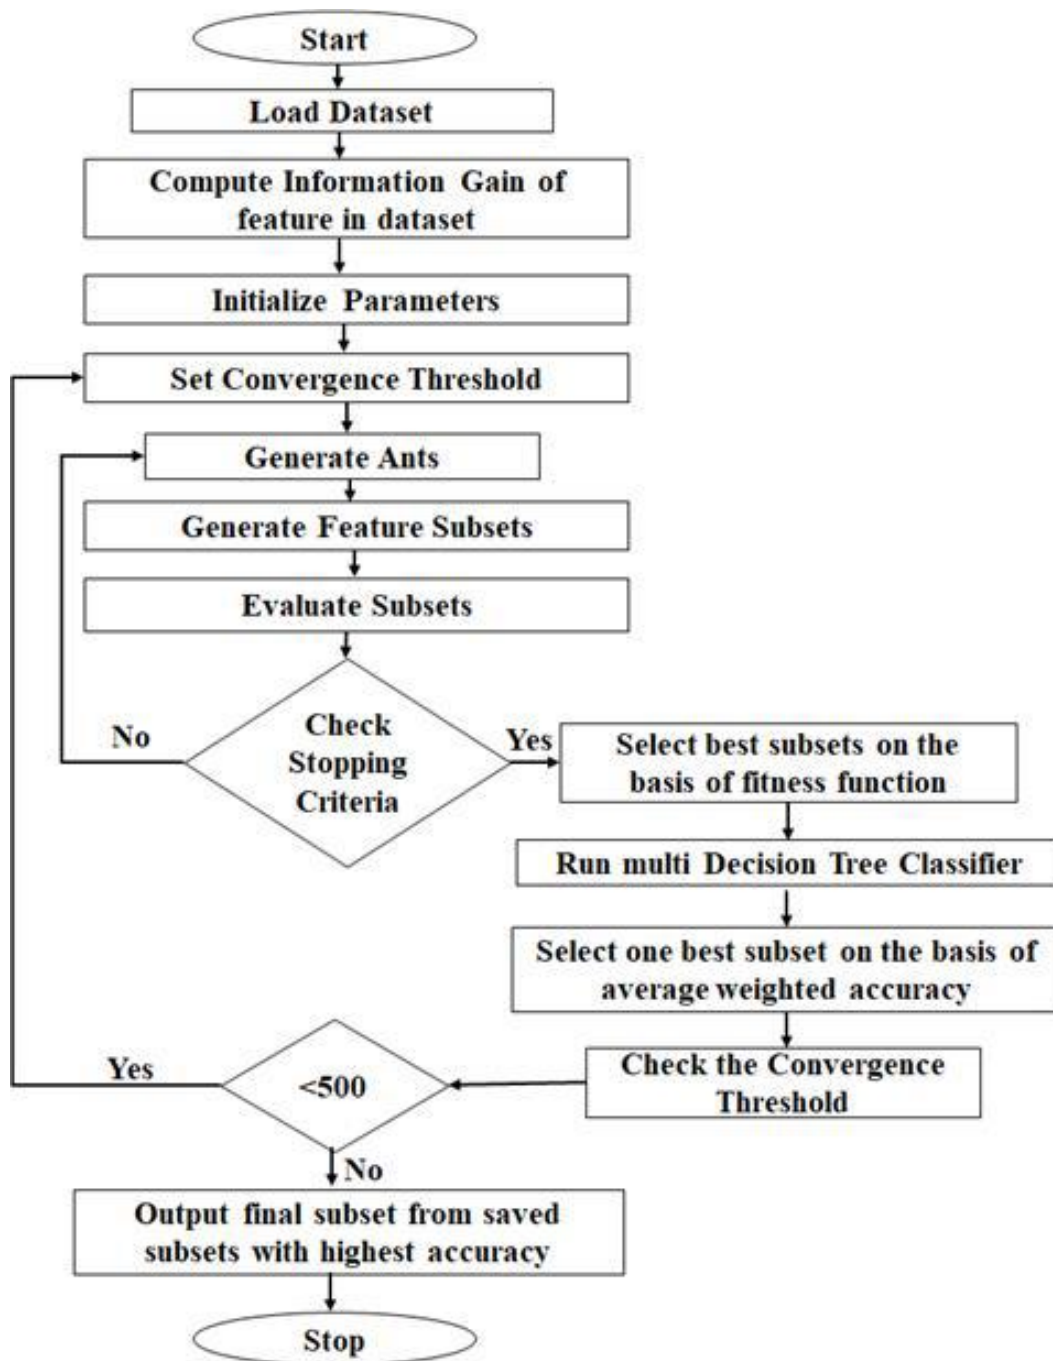 Start
Load Dataset
Compute Information Gain of
feature in dataset
Initialize Parameters
Set Convergence Threshold
Generate Ants
Generate Feature Subsets
Evaluate Subsets
Check
Stopping
Criteria
No
Yes
Select best subsets on the
basis of fitness function
Run multi Decision Tree Classifier
Select one best subset on the basis of
average weighted accuracy
Check the Convergence
Threshold
<500
Yes
No
Output final subset from saved
subsets with highest accuracy
Stop